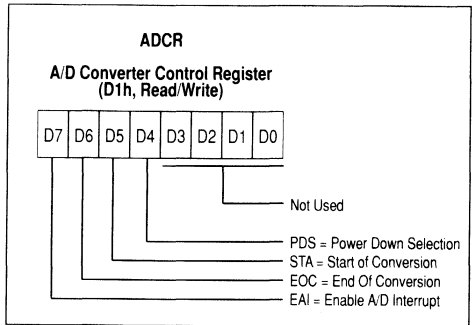 ADCR
A/D Converter Control Register
(D1h, Read/Write)
D7 D6 D5 D4 D3 D2 D1 D0
Not Used
PDS = Power Down Selection
STA = Start of Conversion
EOC = End Of Conversion
EAI = Enable A/D Interrupt